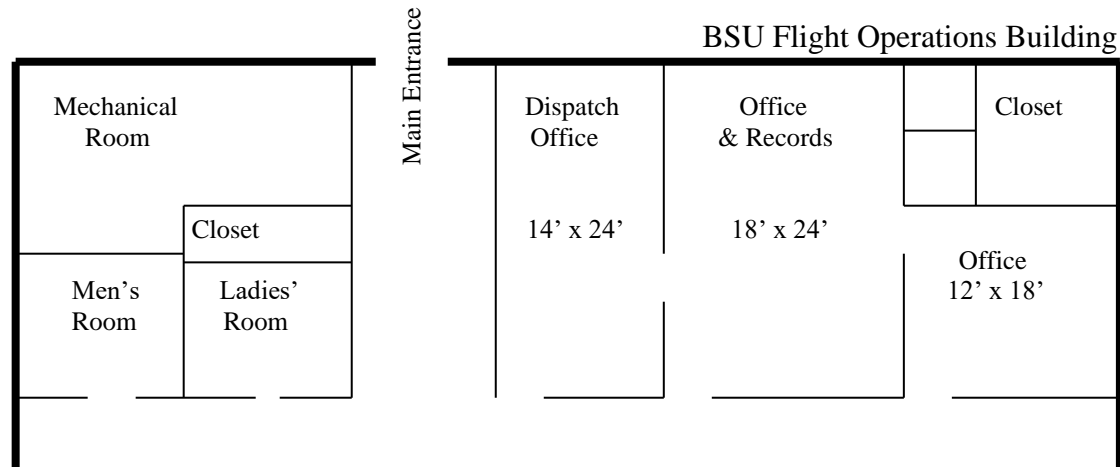 BSU Flight Operations Building
Main Entrance
Mechanical
Room
Dispatch
Office
Office
& Records
Closet
Closet
14’ x 24’
18’ x 24’
Office
12’ x 18’
Men’s
Room
Ladies’
Room